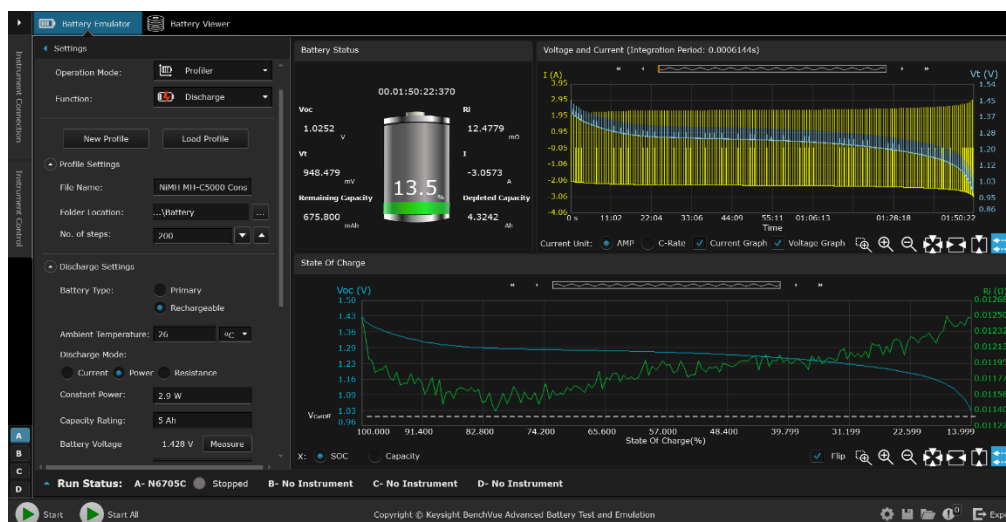 Battery Emulator
Battery Viewer
Instrument Connection
Instrument Control
Settings
Operation Mode: Profiler
Function: Discharge
New Profile Load Profile
Profile Settings
File Name: NiMH MH-C5000 Cons
Folder Location: ...\Battery ...
No. of steps: 200
Discharge Settings
Battery Type: Primary
Rechargeable
Ambient Temperature: 26 ºC
Discharge Mode:
Current Power Resistance
Constant Power: 2.9 W
Capacity Rating: 5 Ah
Battery Voltage 1.428 V Measure
A
B
C
D
Battery Status
00.01:50:22:370
Voc
1.0252 V
Vt
948.479 mV
Remaining Capacity
675.800 mAh
13.5 %
Ri
12.4779 mΩ
I
-3.0573 A
Depleted Capacity
4.3242 Ah
Voltage and Current (Integration Period: 0.0006144s)
I (A)
3.95
2.95
1.95
0.95
-0.05
-1.06
-2.06
-3.06
-4.06
Vt (V)
1.54
1.45
1.37
1.28
1.20
1.11
1.03
0.95
0.86
0 s 11:02 22:04 33:06 44:09 55:11 01:06:13 01:28:18 01:50:22
Time
Current Unit: AMP C-Rate Current Graph Voltage Graph
State Of Charge
Voc (V)
1.50
1.43
1.36
1.29
1.23
1.16
1.09
1.03
0.96
Vcutoff
Ri (Ω)
0.01268
0.01250
0.01232
0.01213
0.01195
0.01177
0.01158
0.01140
0.01122
100.000 91.400 82.800 74.200 65.600 57.000 48.400 39.799 31.199 22.599 13.999
State Of Charge(%)
X: SOC Capacity
Flip
Run Status: A- N6705C Stopped B- No Instrument C- No Instrument D- No Instrument
Start Start All Copyright © Keysight BenchVue Advanced Battery Test and Emulation 0 Expo